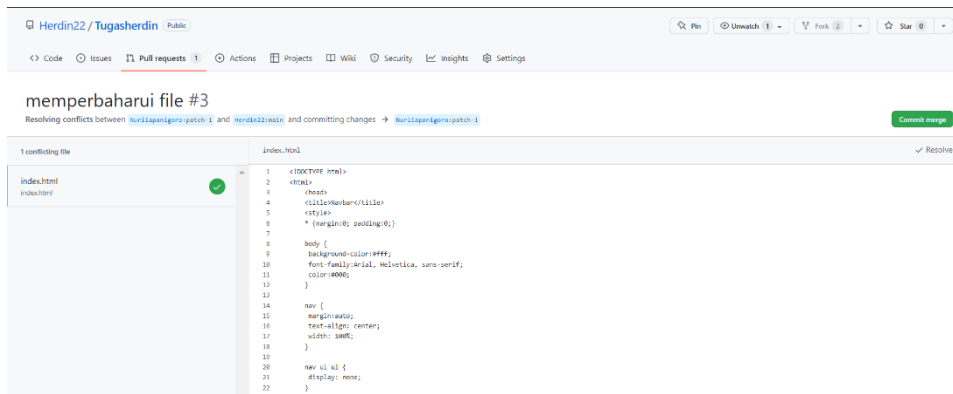 Herdin22 / Tugasherdin Public
Pin Unwatch 1 Fork 2 Star 0
Code Issues Pull requests 1 Actions Projects Wiki Security Insights Settings
memperbaharui file #3
Resolving conflicts between Nurliapanigoro:patch-1 and Herdin22:main and committing changes → Nurliapanigoro:patch-1
Commit merge
1 conflicting file
index.html
Resolve
index.html
index.html
1 <!DOCTYPE html>
2 <html>
3 <head>
4 <title>Navbar</title>
5 <style>
6 * {margin:0; padding:0;}
7
8 body {
9 background-color:#fff;
10 font-family:Arial, Helvetica, sans-serif;
11 color:#000;
12 }
13
14 nav {
15 margin:auto;
16 text-align: center;
17 width: 100%;
18 }
19
20 nav ul ul {
21 display: none;
22 }